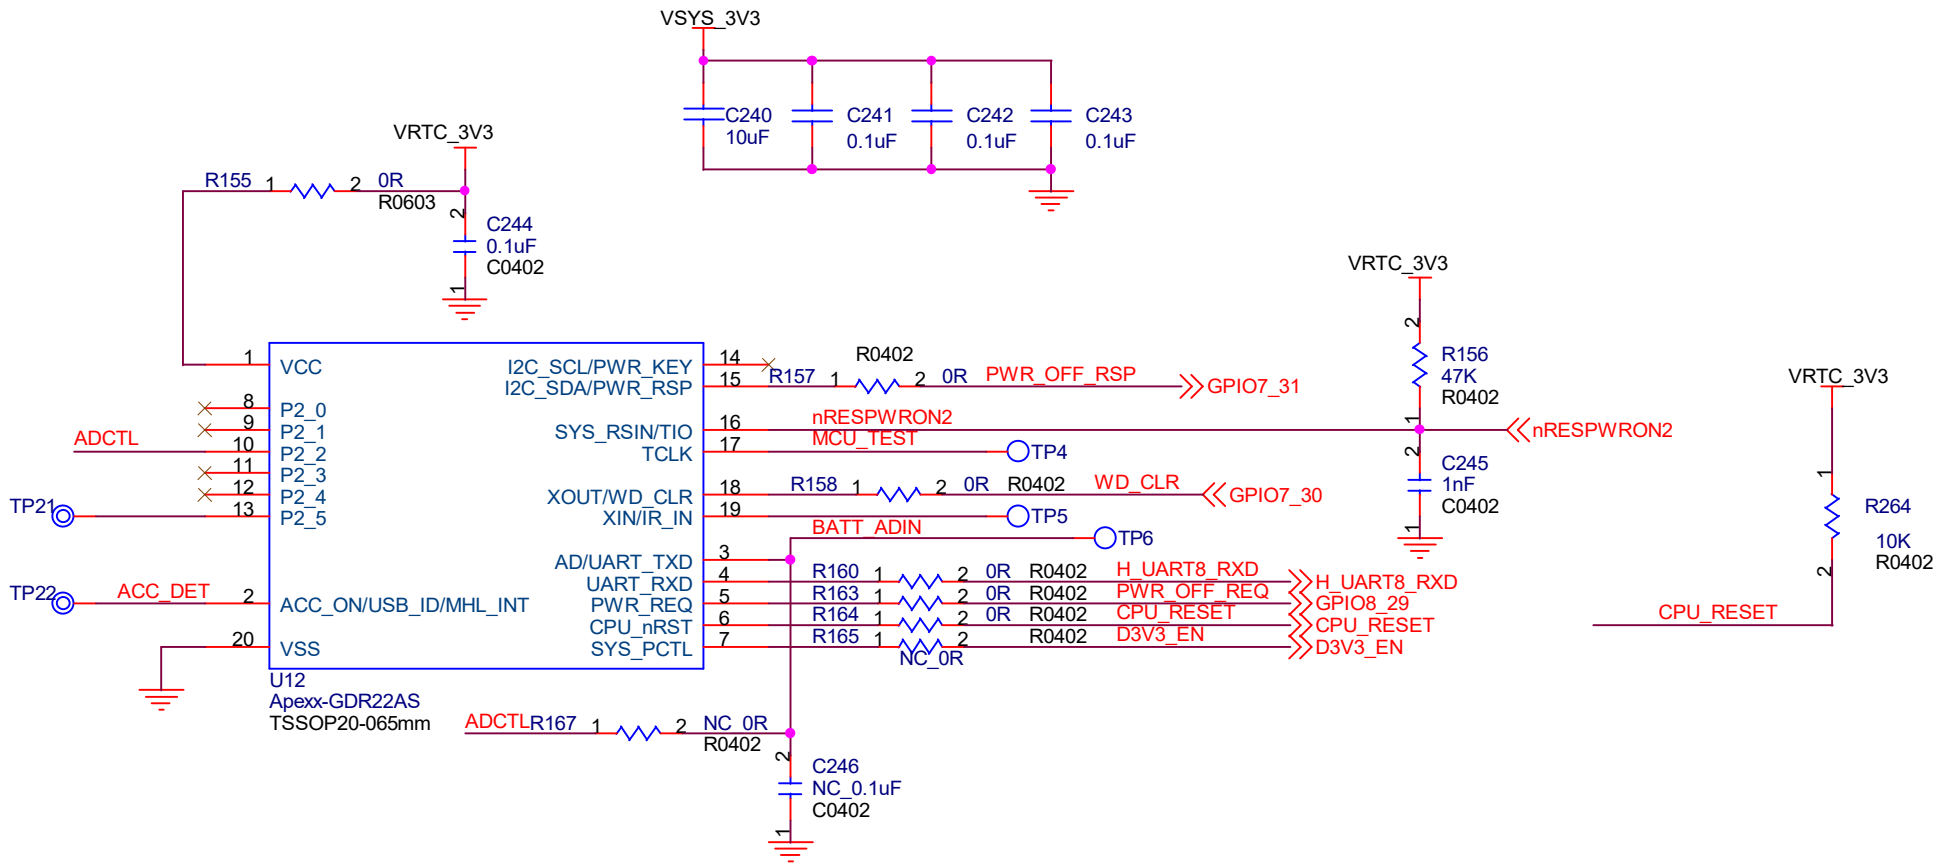 VSYS_3V3
C240
10uF
C241
0.1uF
C242
0.1uF
C243
0.1uF
VRTC_3V3
R155 1 2 0R
R0603
2
C244
0.1uF
C0402
1
VRTC_3V3
2
R156
47K
R0402
1
nRESPWRON2
2
C245
1nF
C0402
1
VRTC_3V3
1
R264
10K
R0402
2
CPU_RESET
1 VCC
8 P2_0
9 P2_1
ADCTL 10 P2_2
11 P2_3
12 P2_4
TP21 13 P2_5
TP22 ACC_DET 2 ACC_ON/USB_ID/MHL_INT
20 VSS
I2C_SCL/PWR_KEY 14
R0402
I2C_SDA/PWR_RSP 15 R157 1 2 0R PWR_OFF_RSP GPIO7_31
SYS_RSIN/TIO 16 nRESPWRON2
TCLK 17 MCU_TEST TP4
XOUT/WD_CLR 18 R158 1 2 0R R0402 WD_CLR GPIO7_30
XIN/IR_IN 19 TP5
BATT_ADIN TP6
AD/UART_TXD 3
UART_RXD 4 R160 1 2 0R R0402 H_UART8_RXD H_UART8_RXD
PWR_REQ 5 R163 1 2 0R R0402 PWR_OFF_REQ GPIO8_29
CPU_nRST 6 R164 1 2 0R R0402 CPU_RESET CPU_RESET
SYS_PCTL 7 R165 1 2 R0402 D3V3_EN D3V3_EN
NC_0R
U12
Apexx-GDR22AS
TSSOP20-065mm
ADCTL R167 1 2 NC_0R
R0402
2
C246
NC_0.1uF
C0402
1